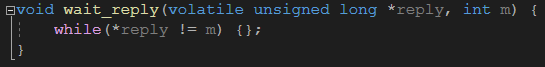 void wait_reply(volatile unsigned long *reply, int m) {
    while(*reply != m) {};
}